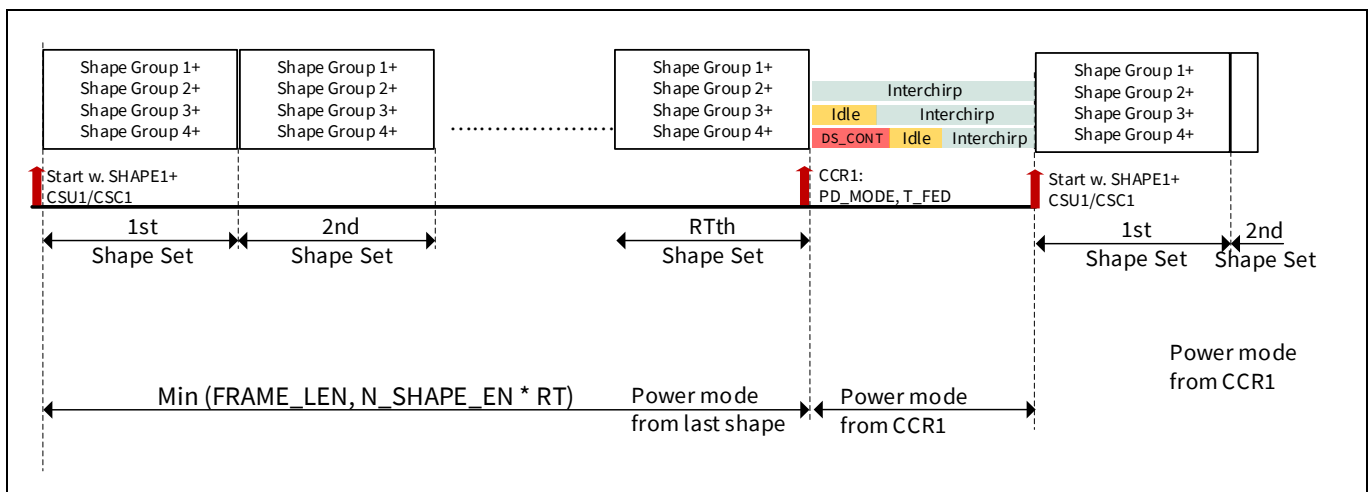 Shape Group 1+
Shape Group 2+
Shape Group 3+
Shape Group 4+
Shape Group 1+
Shape Group 2+
Shape Group 3+
Shape Group 4+
Shape Group 1+
Shape Group 2+
Shape Group 3+
Shape Group 4+
Interchirp
Idle Interchirp
DS_CONT Idle Interchirp
Shape Group 1+
Shape Group 2+
Shape Group 3+
Shape Group 4+
Start w. SHAPE1+
CSU1/CSC1
CCR1:
PD_MODE, T_FED
Start w. SHAPE1+
CSU1/CSC1
1st
Shape Set
2nd
Shape Set
RTth
Shape Set
1st
Shape Set
2nd
Shape Set
Min (FRAME_LEN, N_SHAPE_EN * RT)
Power mode
from last shape
Power mode
from CCR1
Power mode
from CCR1